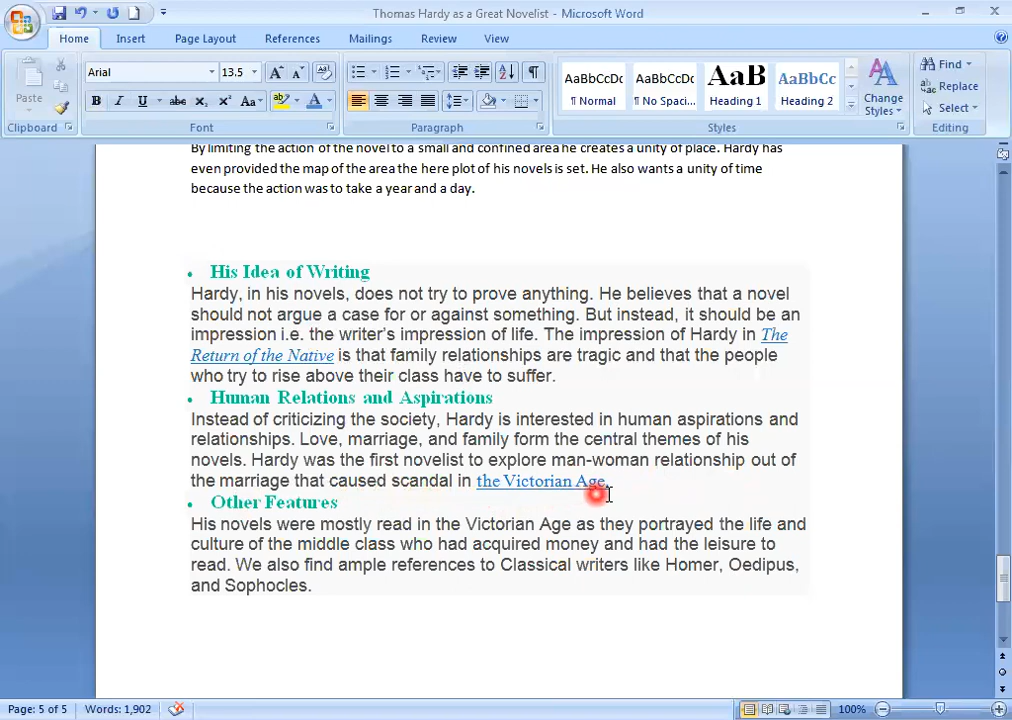 Thomas Hardy as a Great Novelist - Microsoft Word
Home Insert Page Layout References Mailings Review View
Paste
Clipboard
Arial 13.5
B I U abc X₂ X² Aa A
Font
Paragraph
AaBbCcDc AaBbCcDc AaB AaBbCc
¶ Normal ¶ No Spaci... Heading 1 Heading 2
Change Styles
Styles
Find
Replace
Select
Editing
By limiting the action of the novel to a small and confined area he creates a unity of place. Hardy has
even provided the map of the area the here plot of his novels is set. He also wants a unity of time
because the action was to take a year and a day.
• His Idea of Writing
Hardy, in his novels, does not try to prove anything. He believes that a novel
should not argue a case for or against something. But instead, it should be an
impression i.e. the writer's impression of life. The impression of Hardy in The
Return of the Native is that family relationships are tragic and that the people
who try to rise above their class have to suffer.
• Human Relations and Aspirations
Instead of criticizing the society, Hardy is interested in human aspirations and
relationships. Love, marriage, and family form the central themes of his
novels. Hardy was the first novelist to explore man-woman relationship out of
the marriage that caused scandal in the Victorian Age.
• Other Features
His novels were mostly read in the Victorian Age as they portrayed the life and
culture of the middle class who had acquired money and had the leisure to
read. We also find ample references to Classical writers like Homer, Oedipus,
and Sophocles.
Page: 5 of 5 Words: 1,902 100%